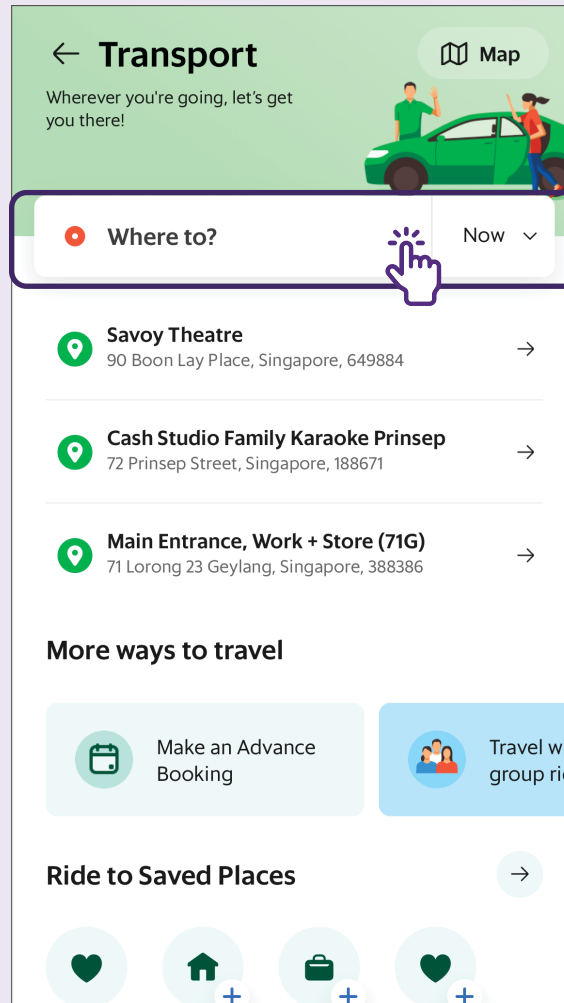 Transport
Map
Wherever you're going, let's get
you there!
Where to?
Now
Savoy Theatre
90 Boon Lay Place, Singapore, 649884
Cash Studio Family Karaoke Prinsep
72 Prinsep Street, Singapore, 188671
Main Entrance, Work + Store (71G)
71 Lorong 23 Geylang, Singapore, 388386
More ways to travel
Make an Advance
Booking
Travel
group
Ride to Saved Places